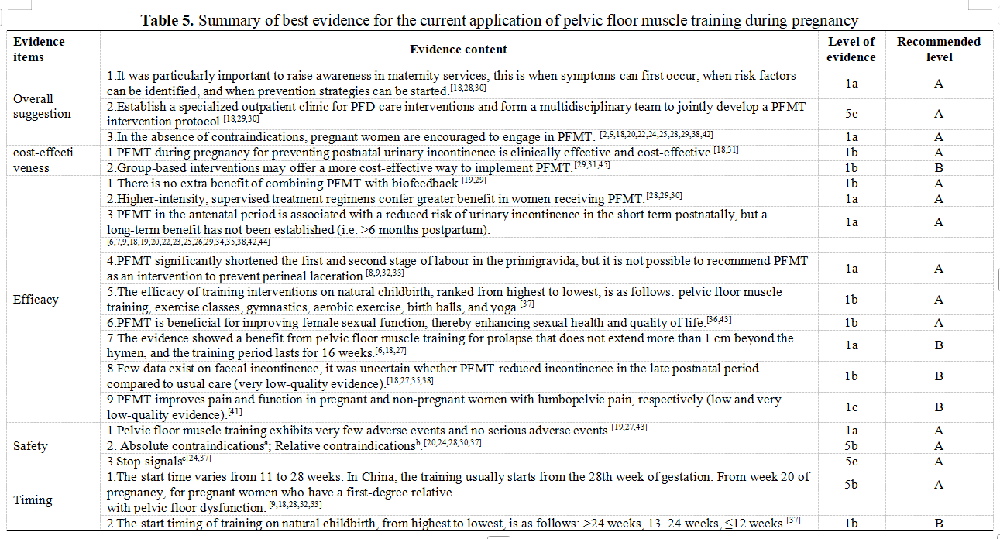 Table 5. Summary of best evidence for the current application of pelvic floor muscle training during pregnancy
Evidence items
Evidence content
Level of evidence
Recommended level
Overall suggestion
1.It was particularly important to raise awareness in maternity services; this is when symptoms can first occur, when risk factors
can be identified, and when prevention strategies can be started.[18,28,30]
1a
A
2.Establish a specialized outpatient clinic for PFD care interventions and form a multidisciplinary team to jointly develop a PFMT
intervention protocol.[18,29,30]
5c
A
3.In the absence of contraindications, pregnant women are encouraged to engage in PFMT. [2,9,18,20,22,24,25,28,29,38,42]
1a
A
cost-effecti
veness
1.PFMT during pregnancy for preventing postnatal urinary incontinence is clinically effective and cost-effective.[18,31]
1b
A
2.Group-based interventions may offer a more cost-effective way to implement PFMT.[29,31,45]
1b
B
Efficacy
1.There is no extra benefit of combining PFMT with biofeedback.[19,29]
1b
A
2.Higher-intensity, supervised treatment regimens confer greater benefit in women receiving PFMT.[28,29,30]
1a
A
3.PFMT in the antenatal period is associated with a reduced risk of urinary incontinence in the short term postnatally, but a
long-term benefit has not been established (i.e. >6 months postpartum).
[6,7,9,18,19,20,22,23,25,26,29,34,35,38,42,44]
1a
A
4.PFMT significantly shortened the first and second stage of labour in the primigravida, but it is not possible to recommend PFMT
as an intervention to prevent perineal laceration.[8,9,32,33]
1a
A
5.The efficacy of training interventions on natural childbirth, ranked from highest to lowest, is as follows: pelvic floor muscle
training, exercise classes, gymnastics, aerobic exercise, birth balls, and yoga.[37]
1b
A
6.PFMT is beneficial for improving female sexual function, thereby enhancing sexual health and quality of life.[36,43]
1b
A
7.The evidence showed a benefit from pelvic floor muscle training for prolapse that does not extend more than 1 cm beyond the
hymen, and the training period lasts for 16 weeks.[6,18,27]
1a
B
8.Few data exist on faecal incontinence, it was uncertain whether PFMT reduced incontinence in the late postnatal period
compared to usual care (very low-quality evidence).[18,27,35,38]
1b
B
9.PFMT improves pain and function in pregnant and non-pregnant women with lumbopelvic pain, respectively (low and very
low-quality evidence).[41]
1c
B
Safety
1.Pelvic floor muscle training exhibits very few adverse events and no serious adverse events.[19,27,43]
1a
A
2. Absolute contraindicationsa; Relative contraindicationsb.[20,24,28,30,37]
5b
A
3.Stop signalsc[24,37]
5c
A
Timing
1.The start time varies from 11 to 28 weeks. In China, the training usually starts from the 28th week of gestation. From week 20 of
pregnancy, for pregnant women who have a first-degree relative
with pelvic floor dysfunction. [9,18,28,32,33]
5b
A
2.The start timing of training on natural childbirth, from highest to lowest, is as follows: >24 weeks, 13–24 weeks, ≤12 weeks.[37]
1b
B